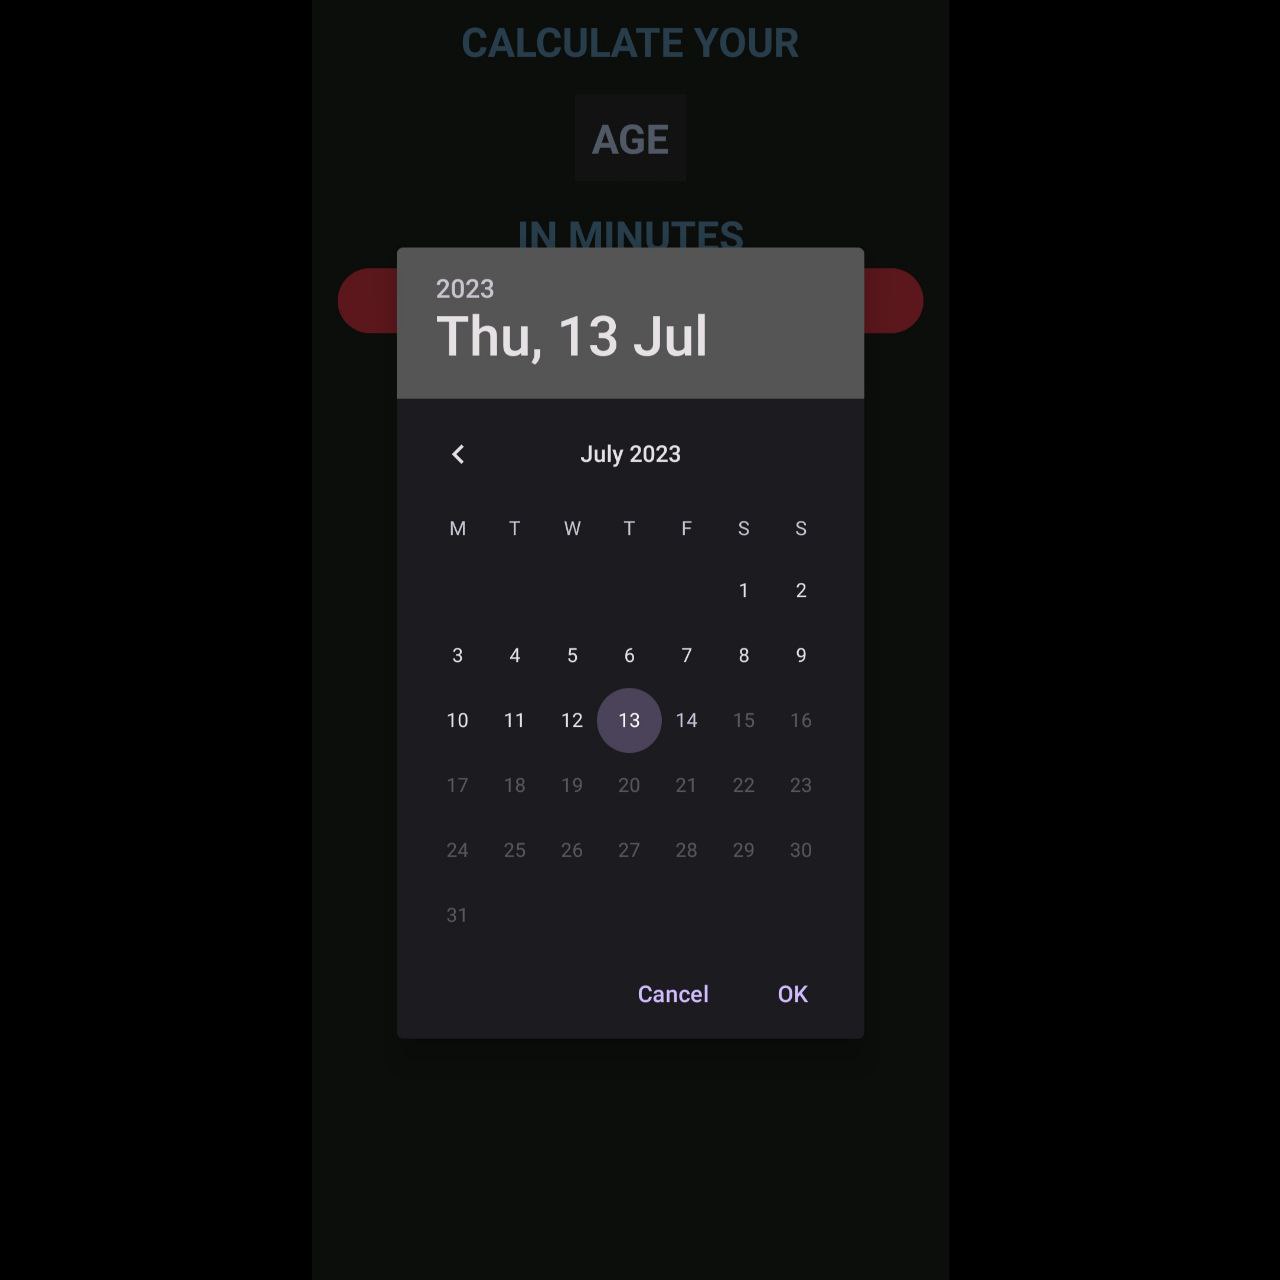 CALCULATE YOUR
AGE
IN MINUTES
2023
Thu, 13 Jul
July 2023
M T W T F S S
1 2
3 4 5 6 7 8 9
10 11 12 13 14 15 16
17 18 19 20 21 22 23
24 25 26 27 28 29 30
31
Cancel OK